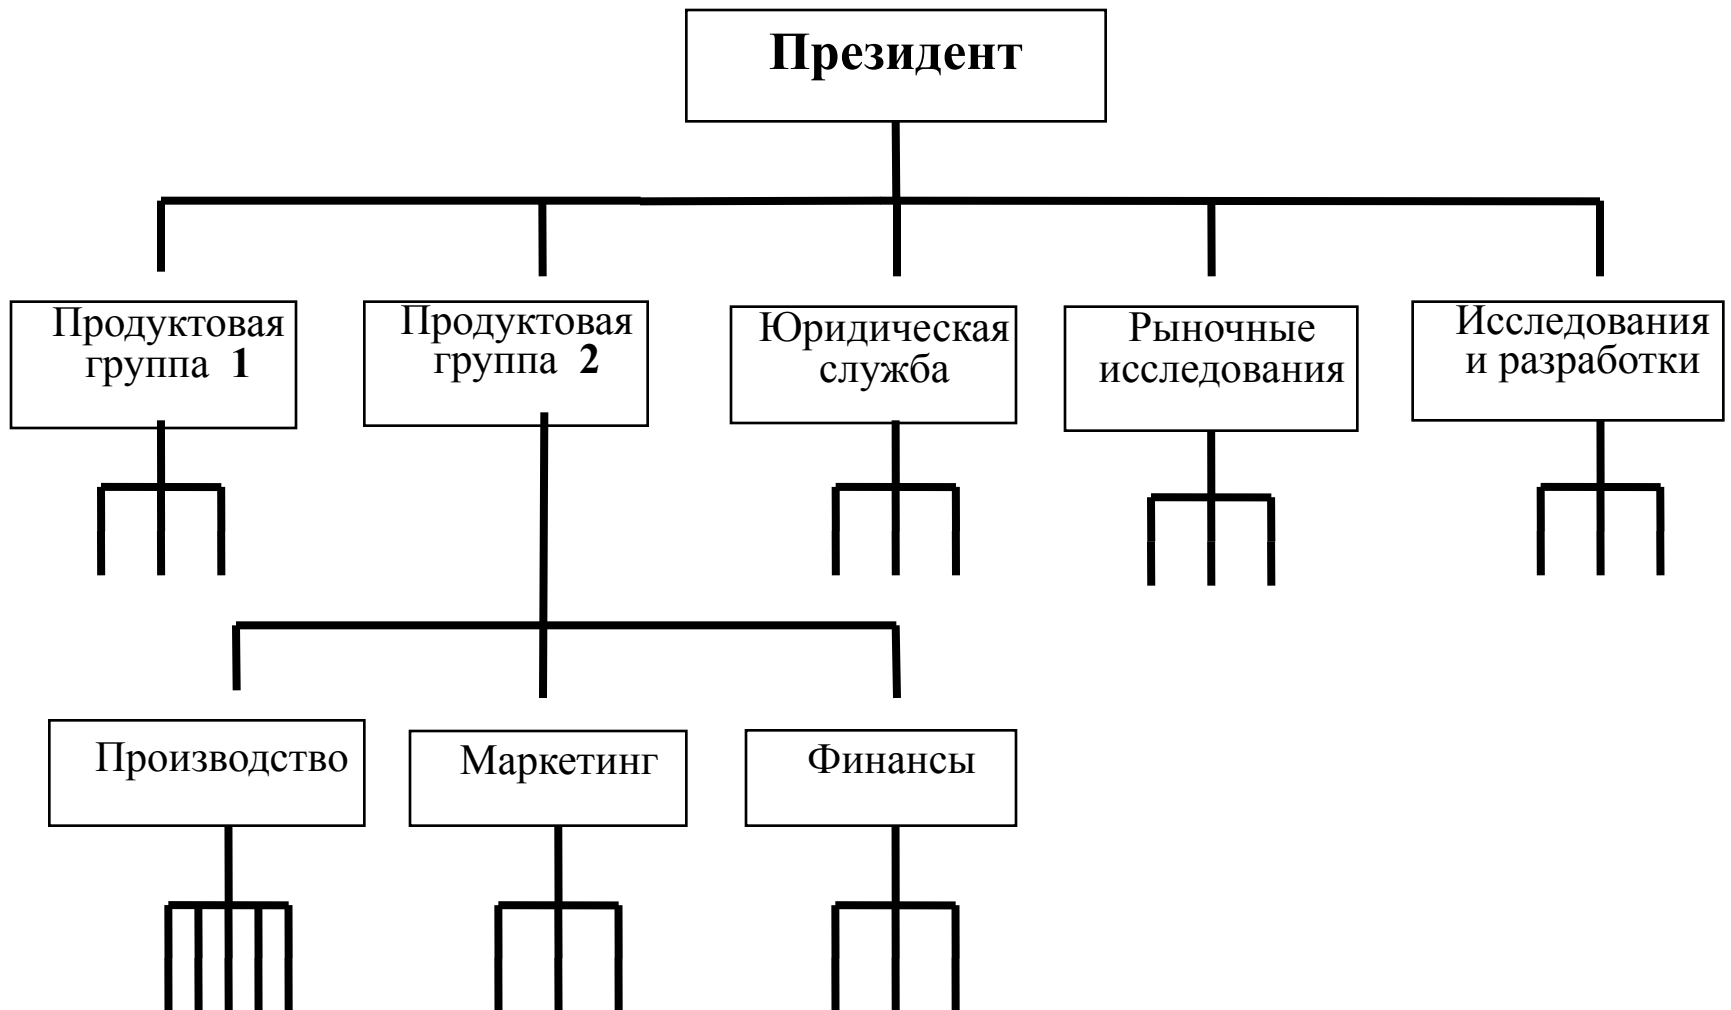 Президент
Продуктовая
группа 1
Продуктовая
группа 2
Юридическая
служба
Рыночные
исследования
Исследования
и разработки
Производство
Маркетинг
Финансы